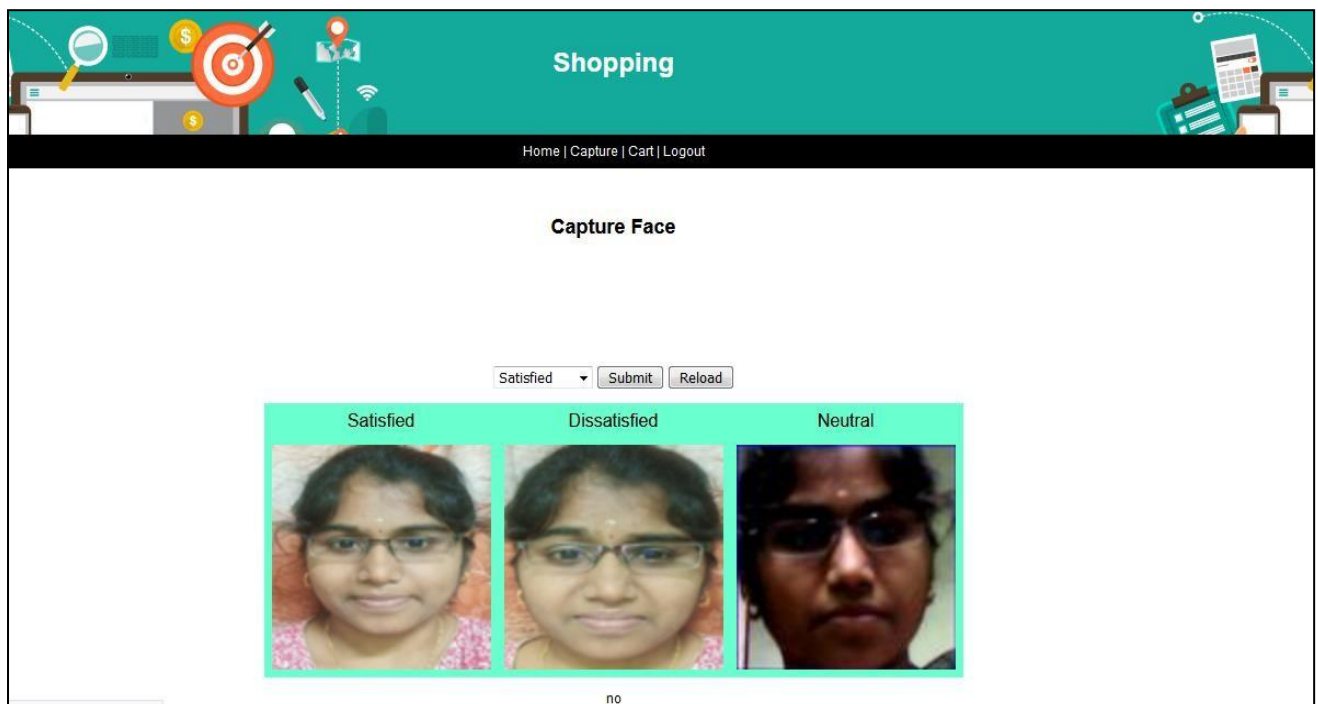 Shopping
Home | Capture | Cart | Logout
Capture Face
Satisfied Submit Reload
Satisfied Dissatisfied Neutral
no